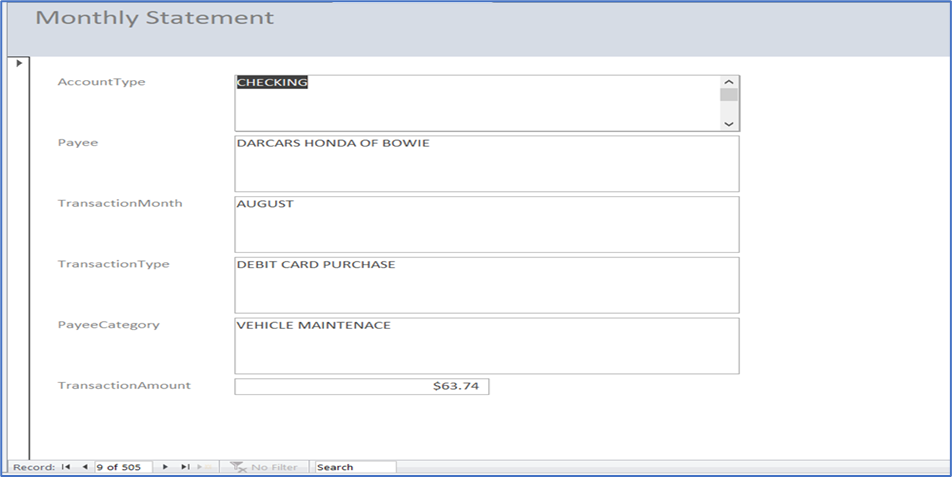 Monthly Statement
AccountType CHECKING
Payee DARCARS HONDA OF BOWIE
TransactionMonth AUGUST
TransactionType DEBIT CARD PURCHASE
PayeeCategory VEHICLE MAINTENACE
TransactionAmount $63.74
Record: 9 of 505 No Filter Search